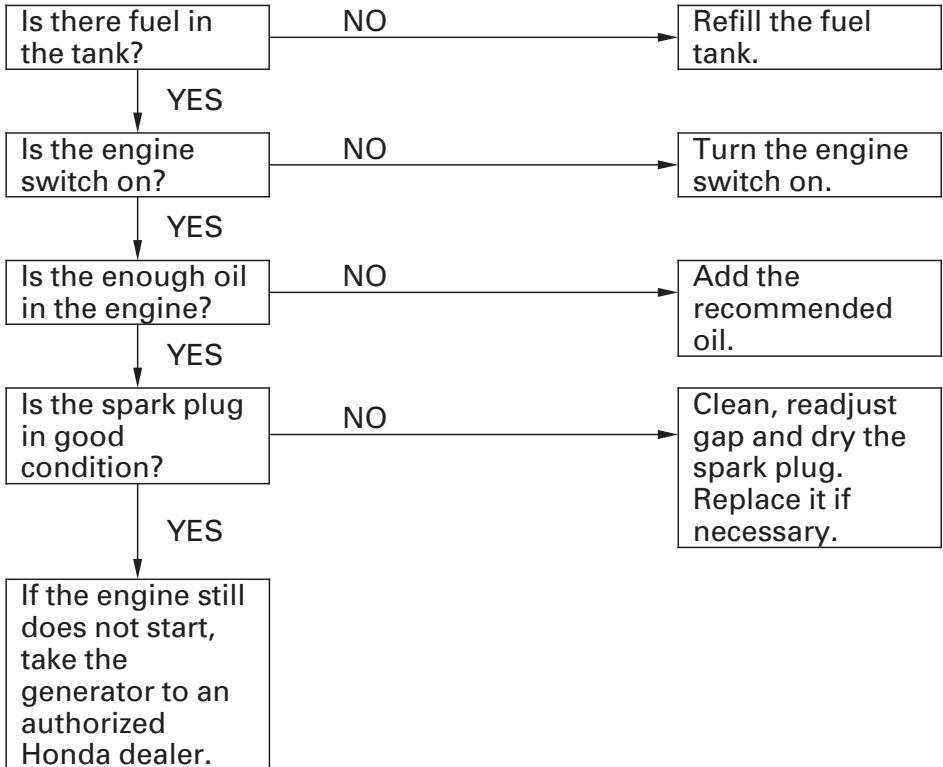 Is there fuel in
the tank?
NO
Refill the fuel
tank.
YES
Is the engine
switch on?
NO
Turn the engine
switch on.
YES
Is the enough oil
in the engine?
NO
Add the
recommended
oil.
YES
Is the spark plug
in good
condition?
NO
Clean, readjust
gap and dry the
spark plug.
Replace it if
necessary.
YES
If the engine still
does not start,
take the
generator to an
authorized
Honda dealer.